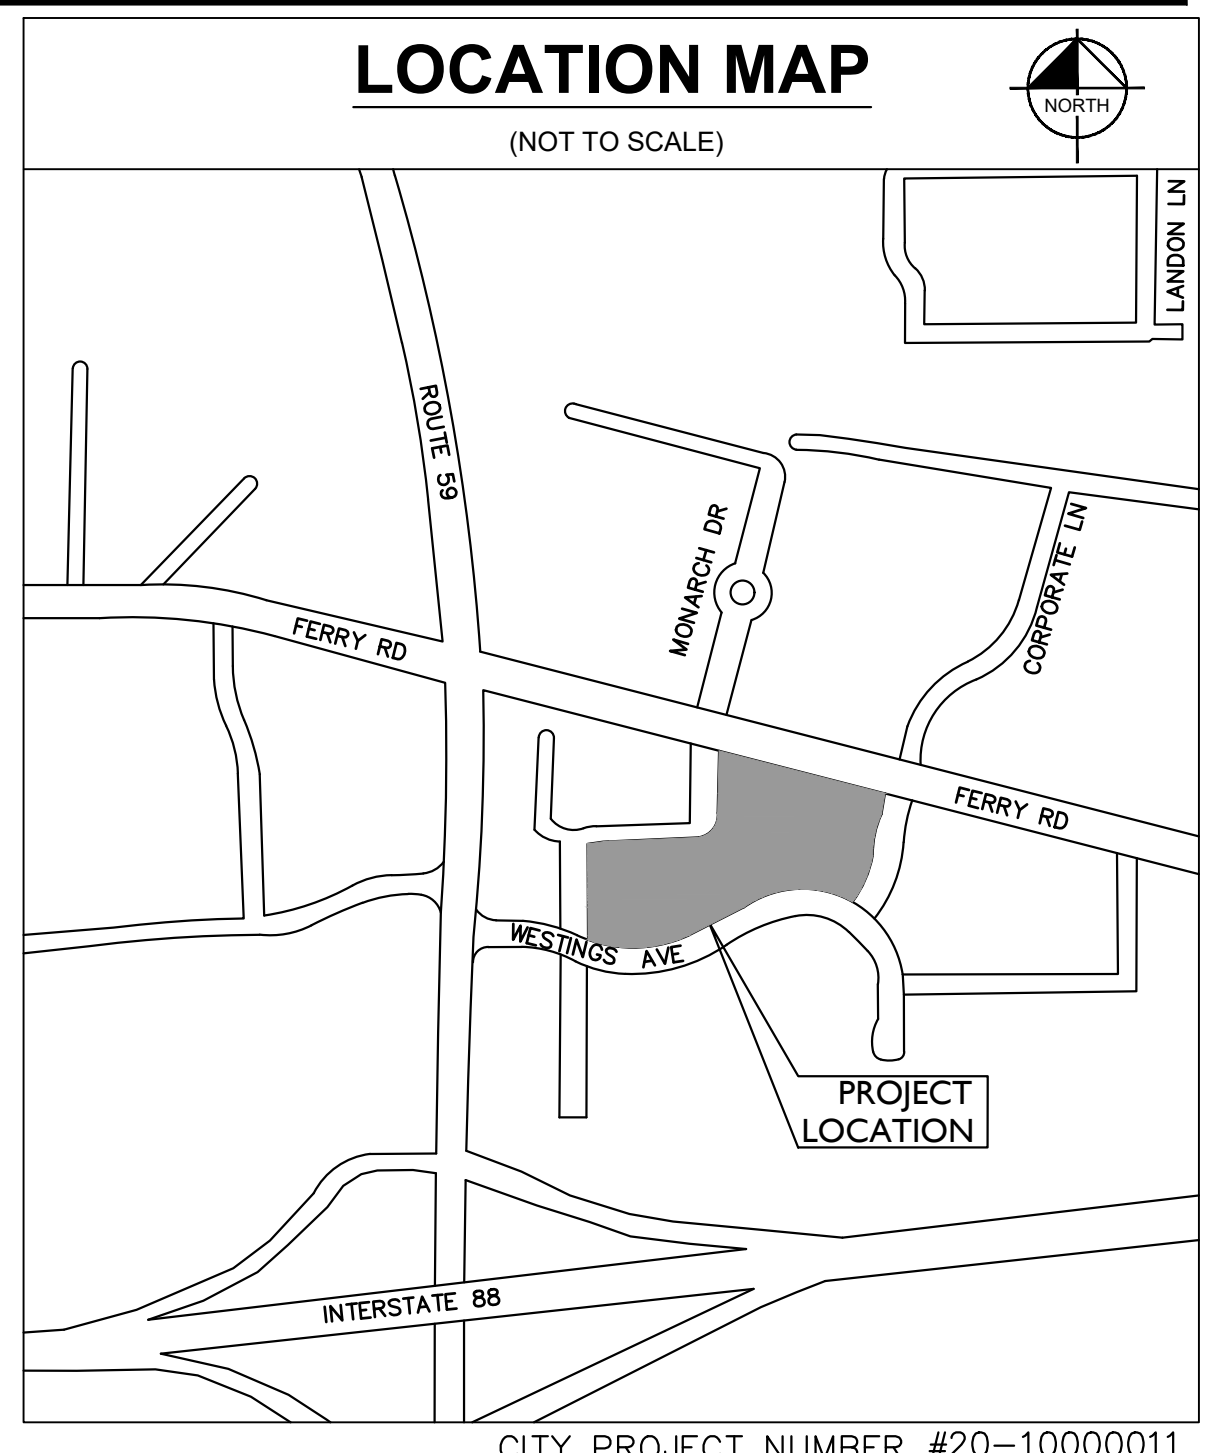 LOCATION MAP
(NOT TO SCALE)
NORTH
LANDON LN
ROUTE 59
MONARCH DR
CORPORATE LN
FERRY RD
FERRY RD
WESTINGS AVE
PROJECT
LOCATION
INTERSTATE 88
CITY PROJECT NUMBER #20-10000011